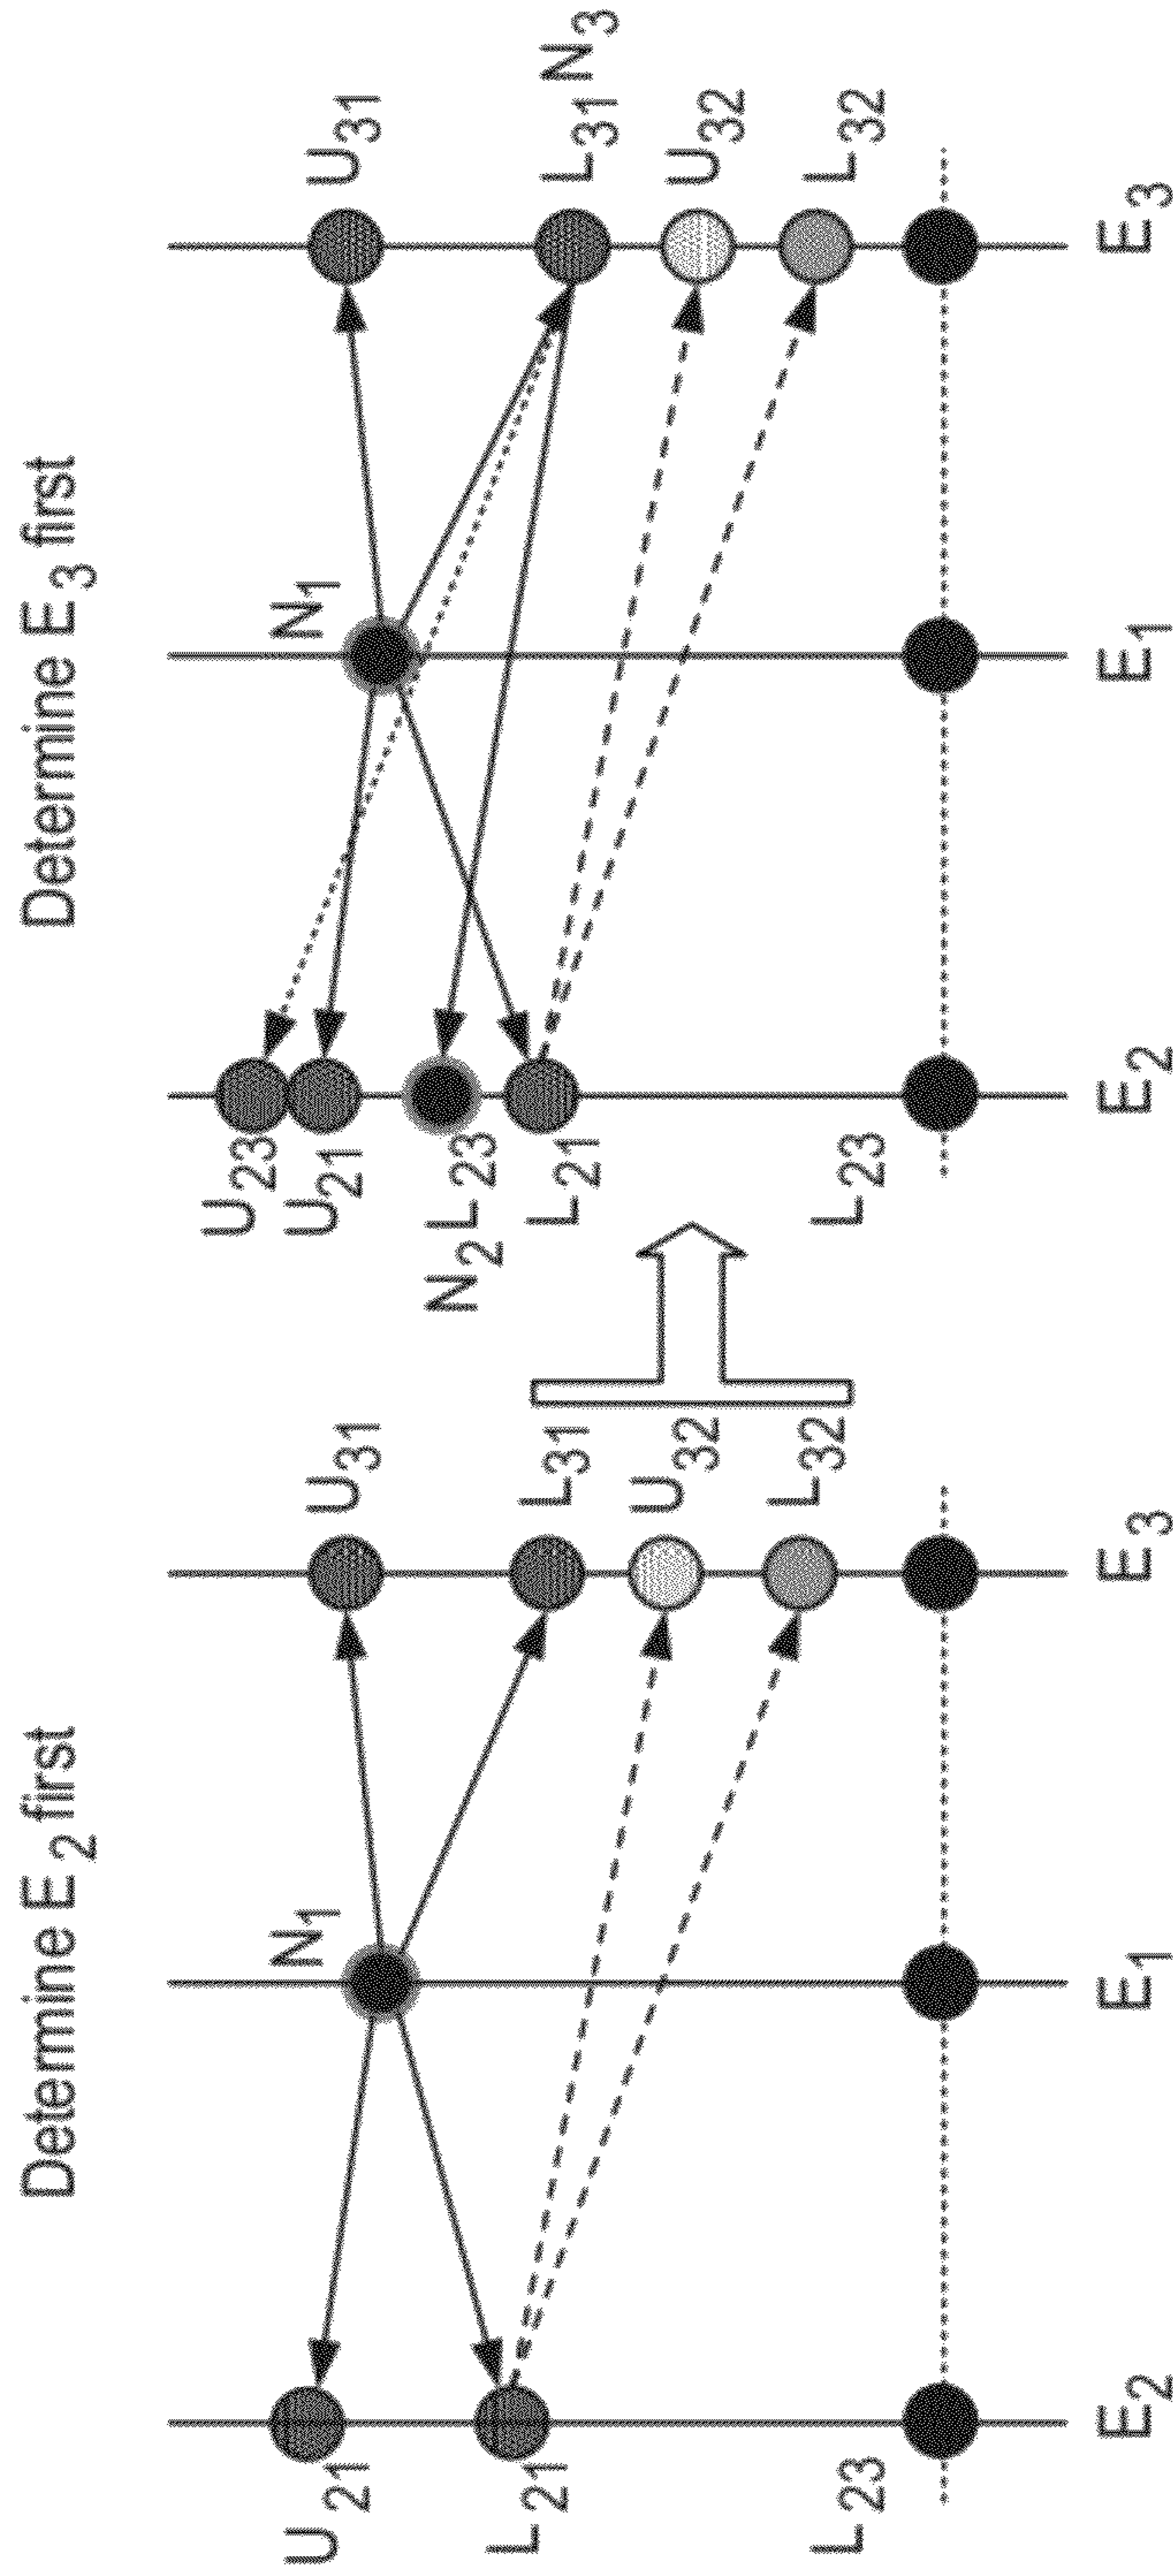 Determine E2 first
U21
L21
L23
N1
U31
L31
U32
L32
E2
E1
E3
Determine E3 first
U23
U21
N2 L23
L21
L23
N1
U31
L31 N3
U32
L32
E2
E1
E3